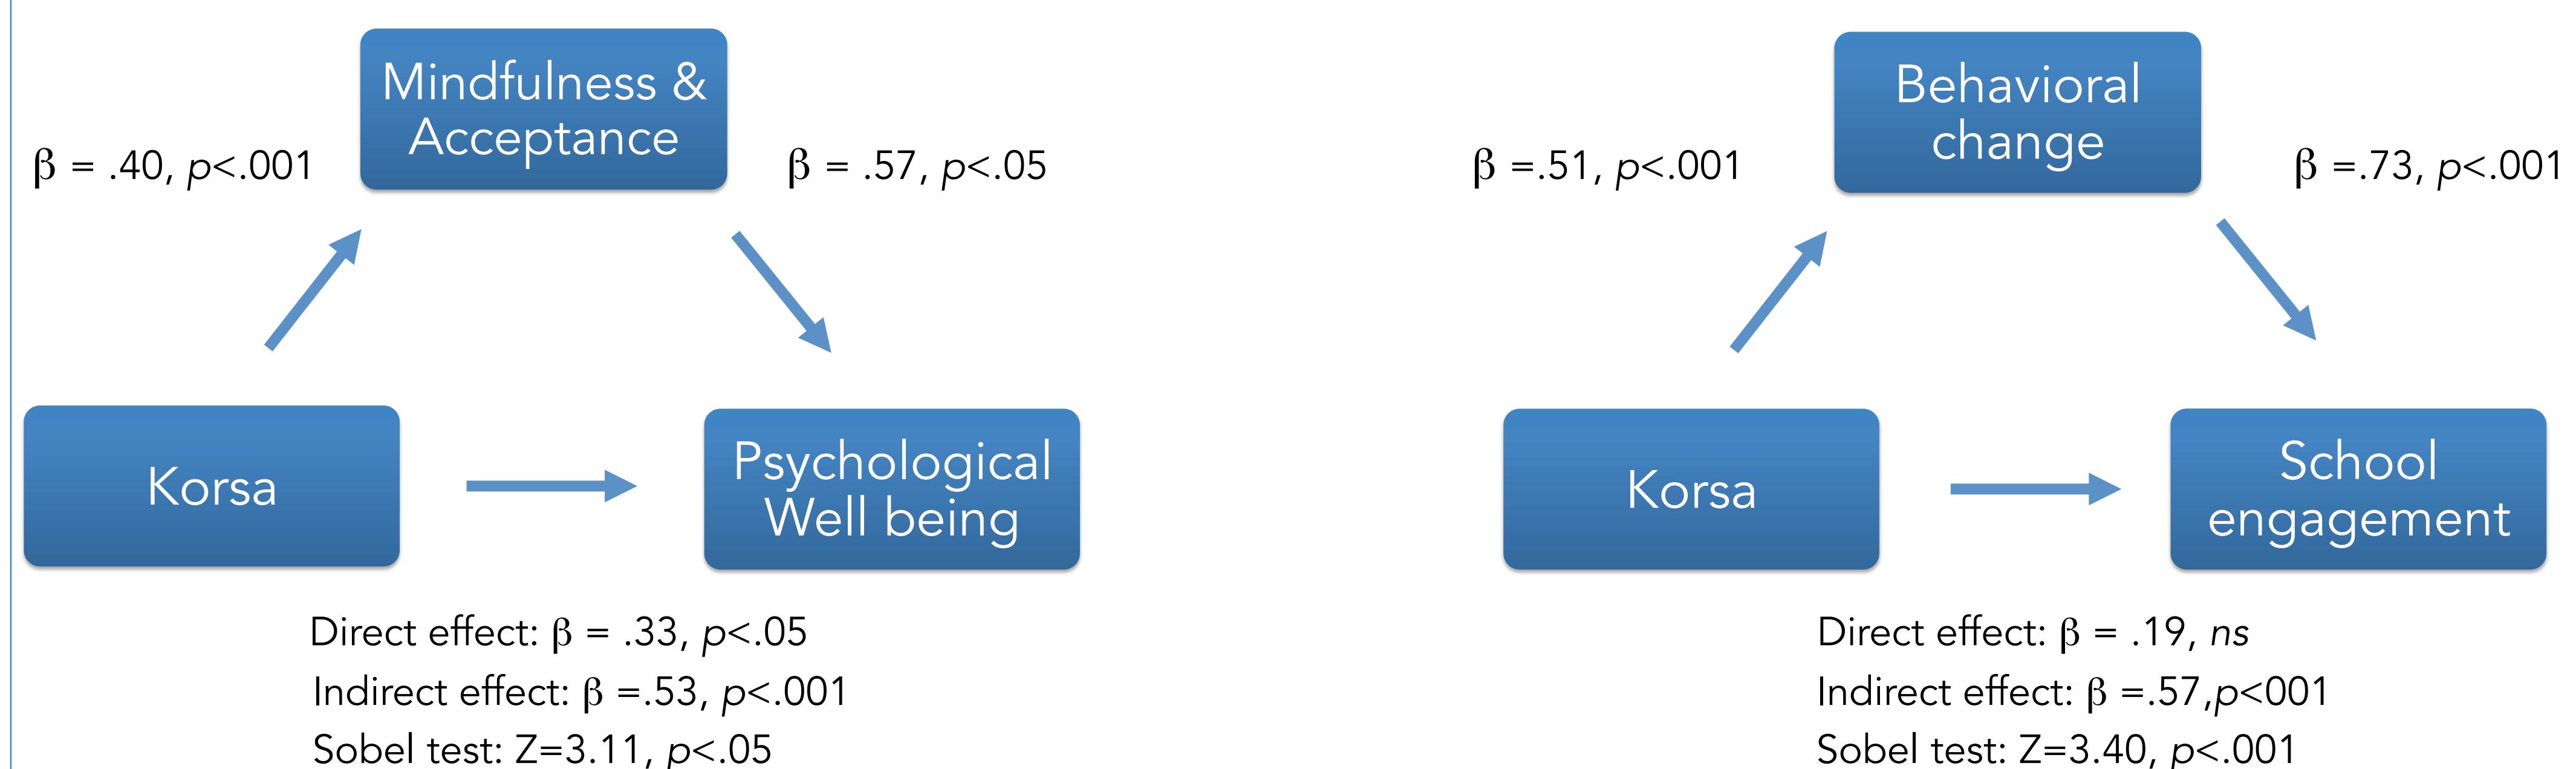 Mindfulness &
Acceptance
β = .40, p<.001
β = .57, p<.05
Korsa
Psychological
Well being
Direct effect: β = .33, p<.05
Indirect effect: β =.53, p<.001
Sobel test: Z=3.11, p<.05
Behavioral
change
β =.51, p<.001
β =.73, p<.001
Korsa
School
engagement
Direct effect: β = .19, ns
Indirect effect: β =.57,p<001
Sobel test: Z=3.40, p<.001